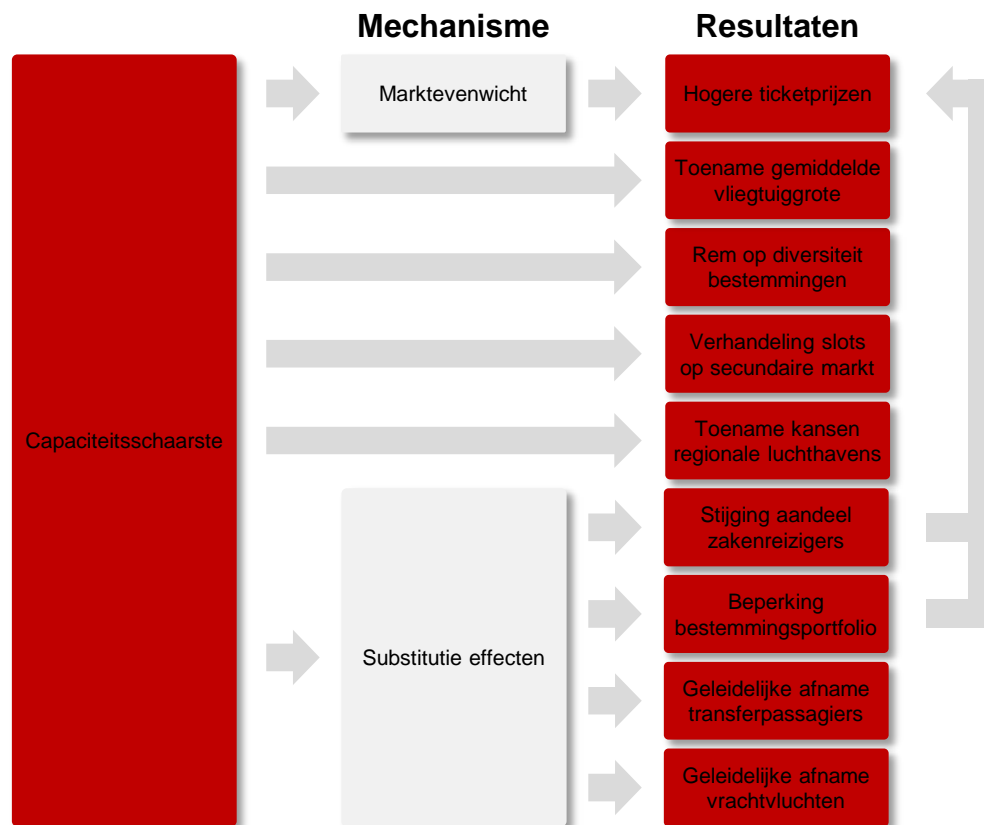 Mechanisme
Resultaten
Capaciteitsschaarste
Marktevenwicht
Hogere ticketprijzen
Toename gemiddelde
vliegtuiggrote
Rem op diversiteit
bestemmingen
Verhandeling slots
op secundaire markt
Toename kansen
regionale luchthavens
Substitutie effecten
Stijging aandeel
zakenreizigers
Beperking
bestemmingsportfolio
Geleidelijke afname
transferpassagiers
Geleidelijke afname
vrachtvluchten